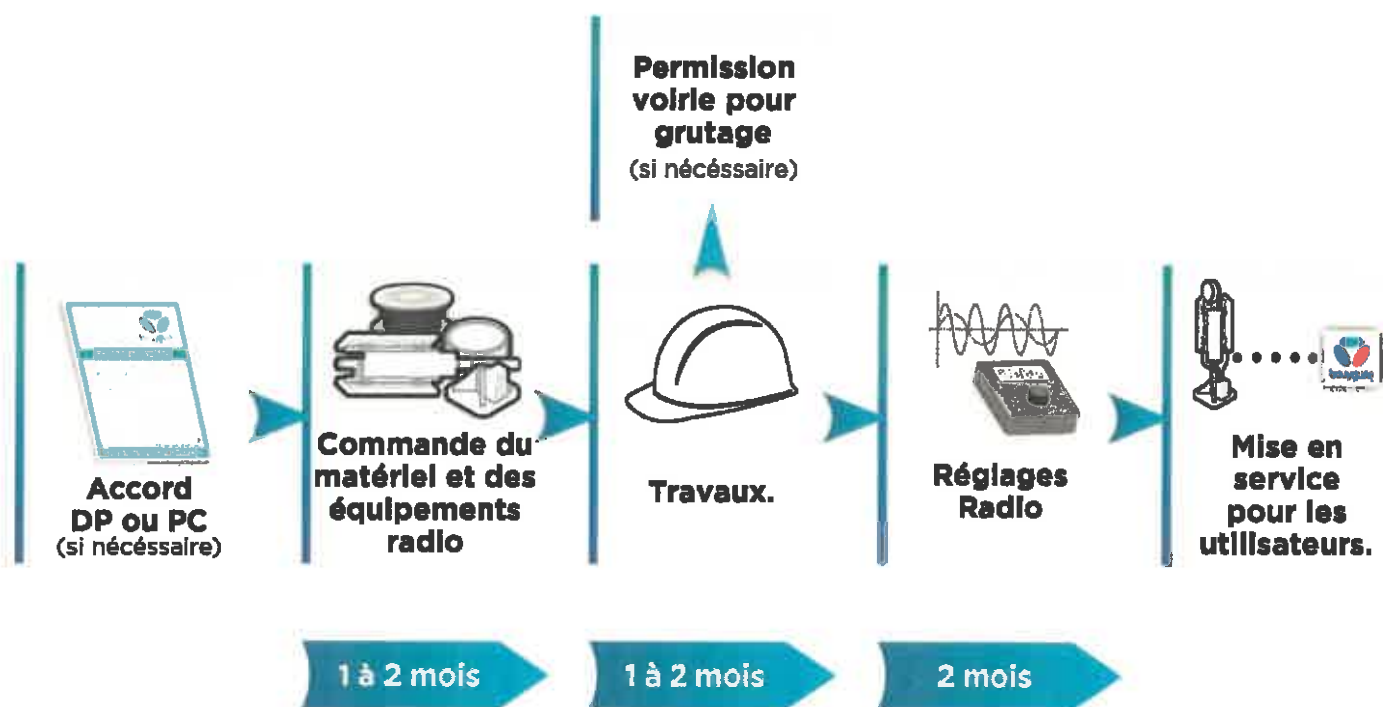 Permission
voirie pour
grutage
(si nécéssaire)
Accord
DP ou PC
(si nécéssaire)
Commande du
matériel et des
équipements
radio
Travaux.
Réglages
Radio
Mise en
service
pour les
utilisateurs.
1 à 2 mois
1 à 2 mois
2 mois